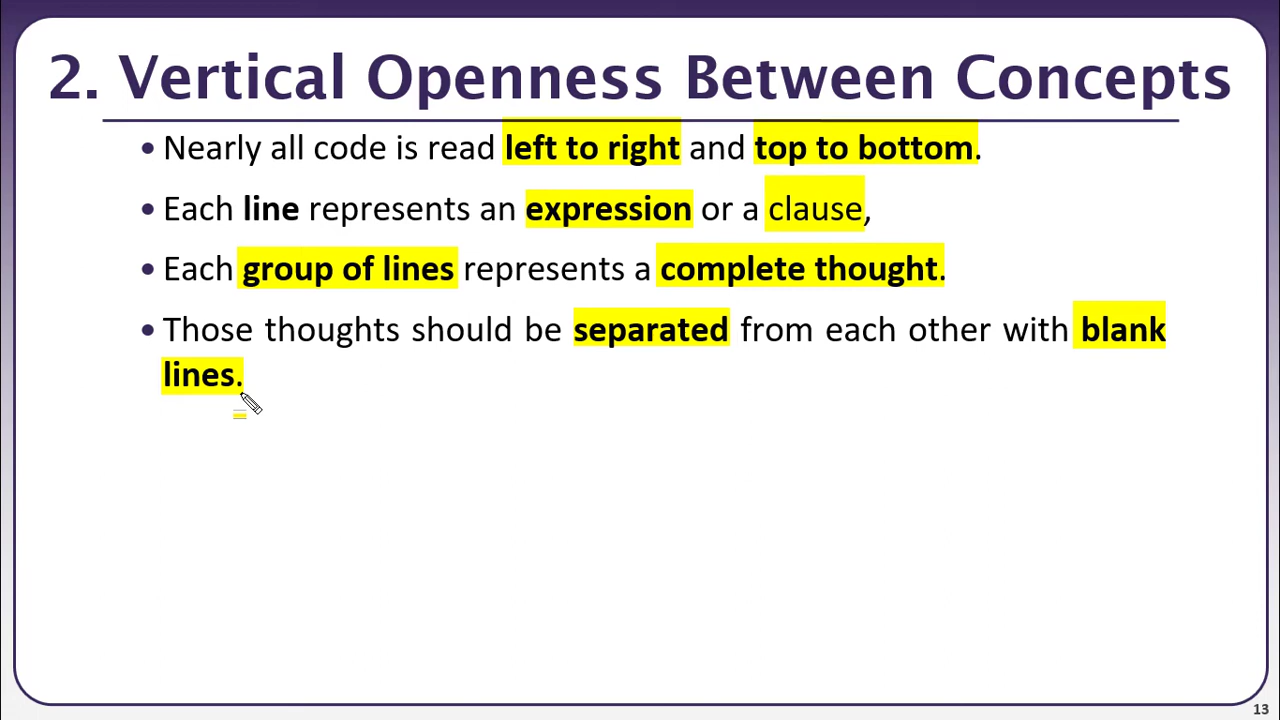 2. Vertical Openness Between Concepts
• Nearly all code is read left to right and top to bottom.
• Each line represents an expression or a clause,
• Each group of lines represents a complete thought.
• Those thoughts should be separated from each other with blank
lines.
13